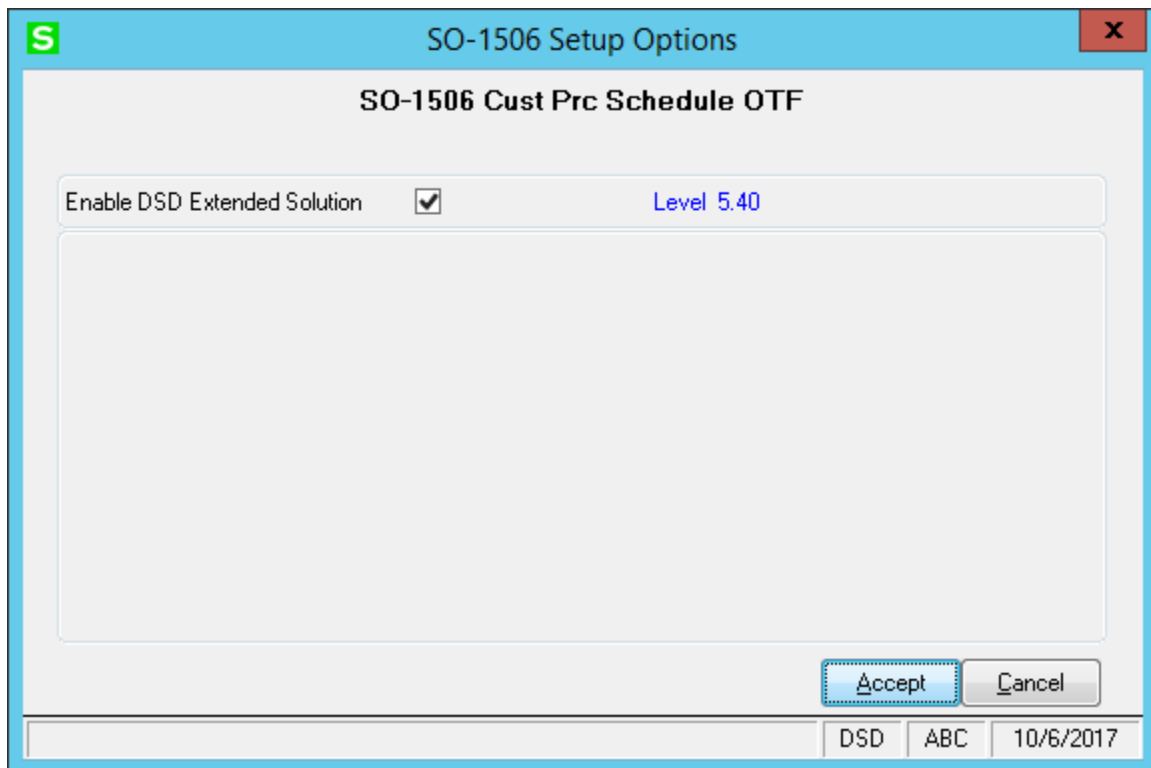 S SO-1506 Setup Options x
SO-1506 Cust Prc Schedule OTF
Enable DSD Extended Solution Level 5.40
Accept Cancel
DSD ABC 10/6/2017